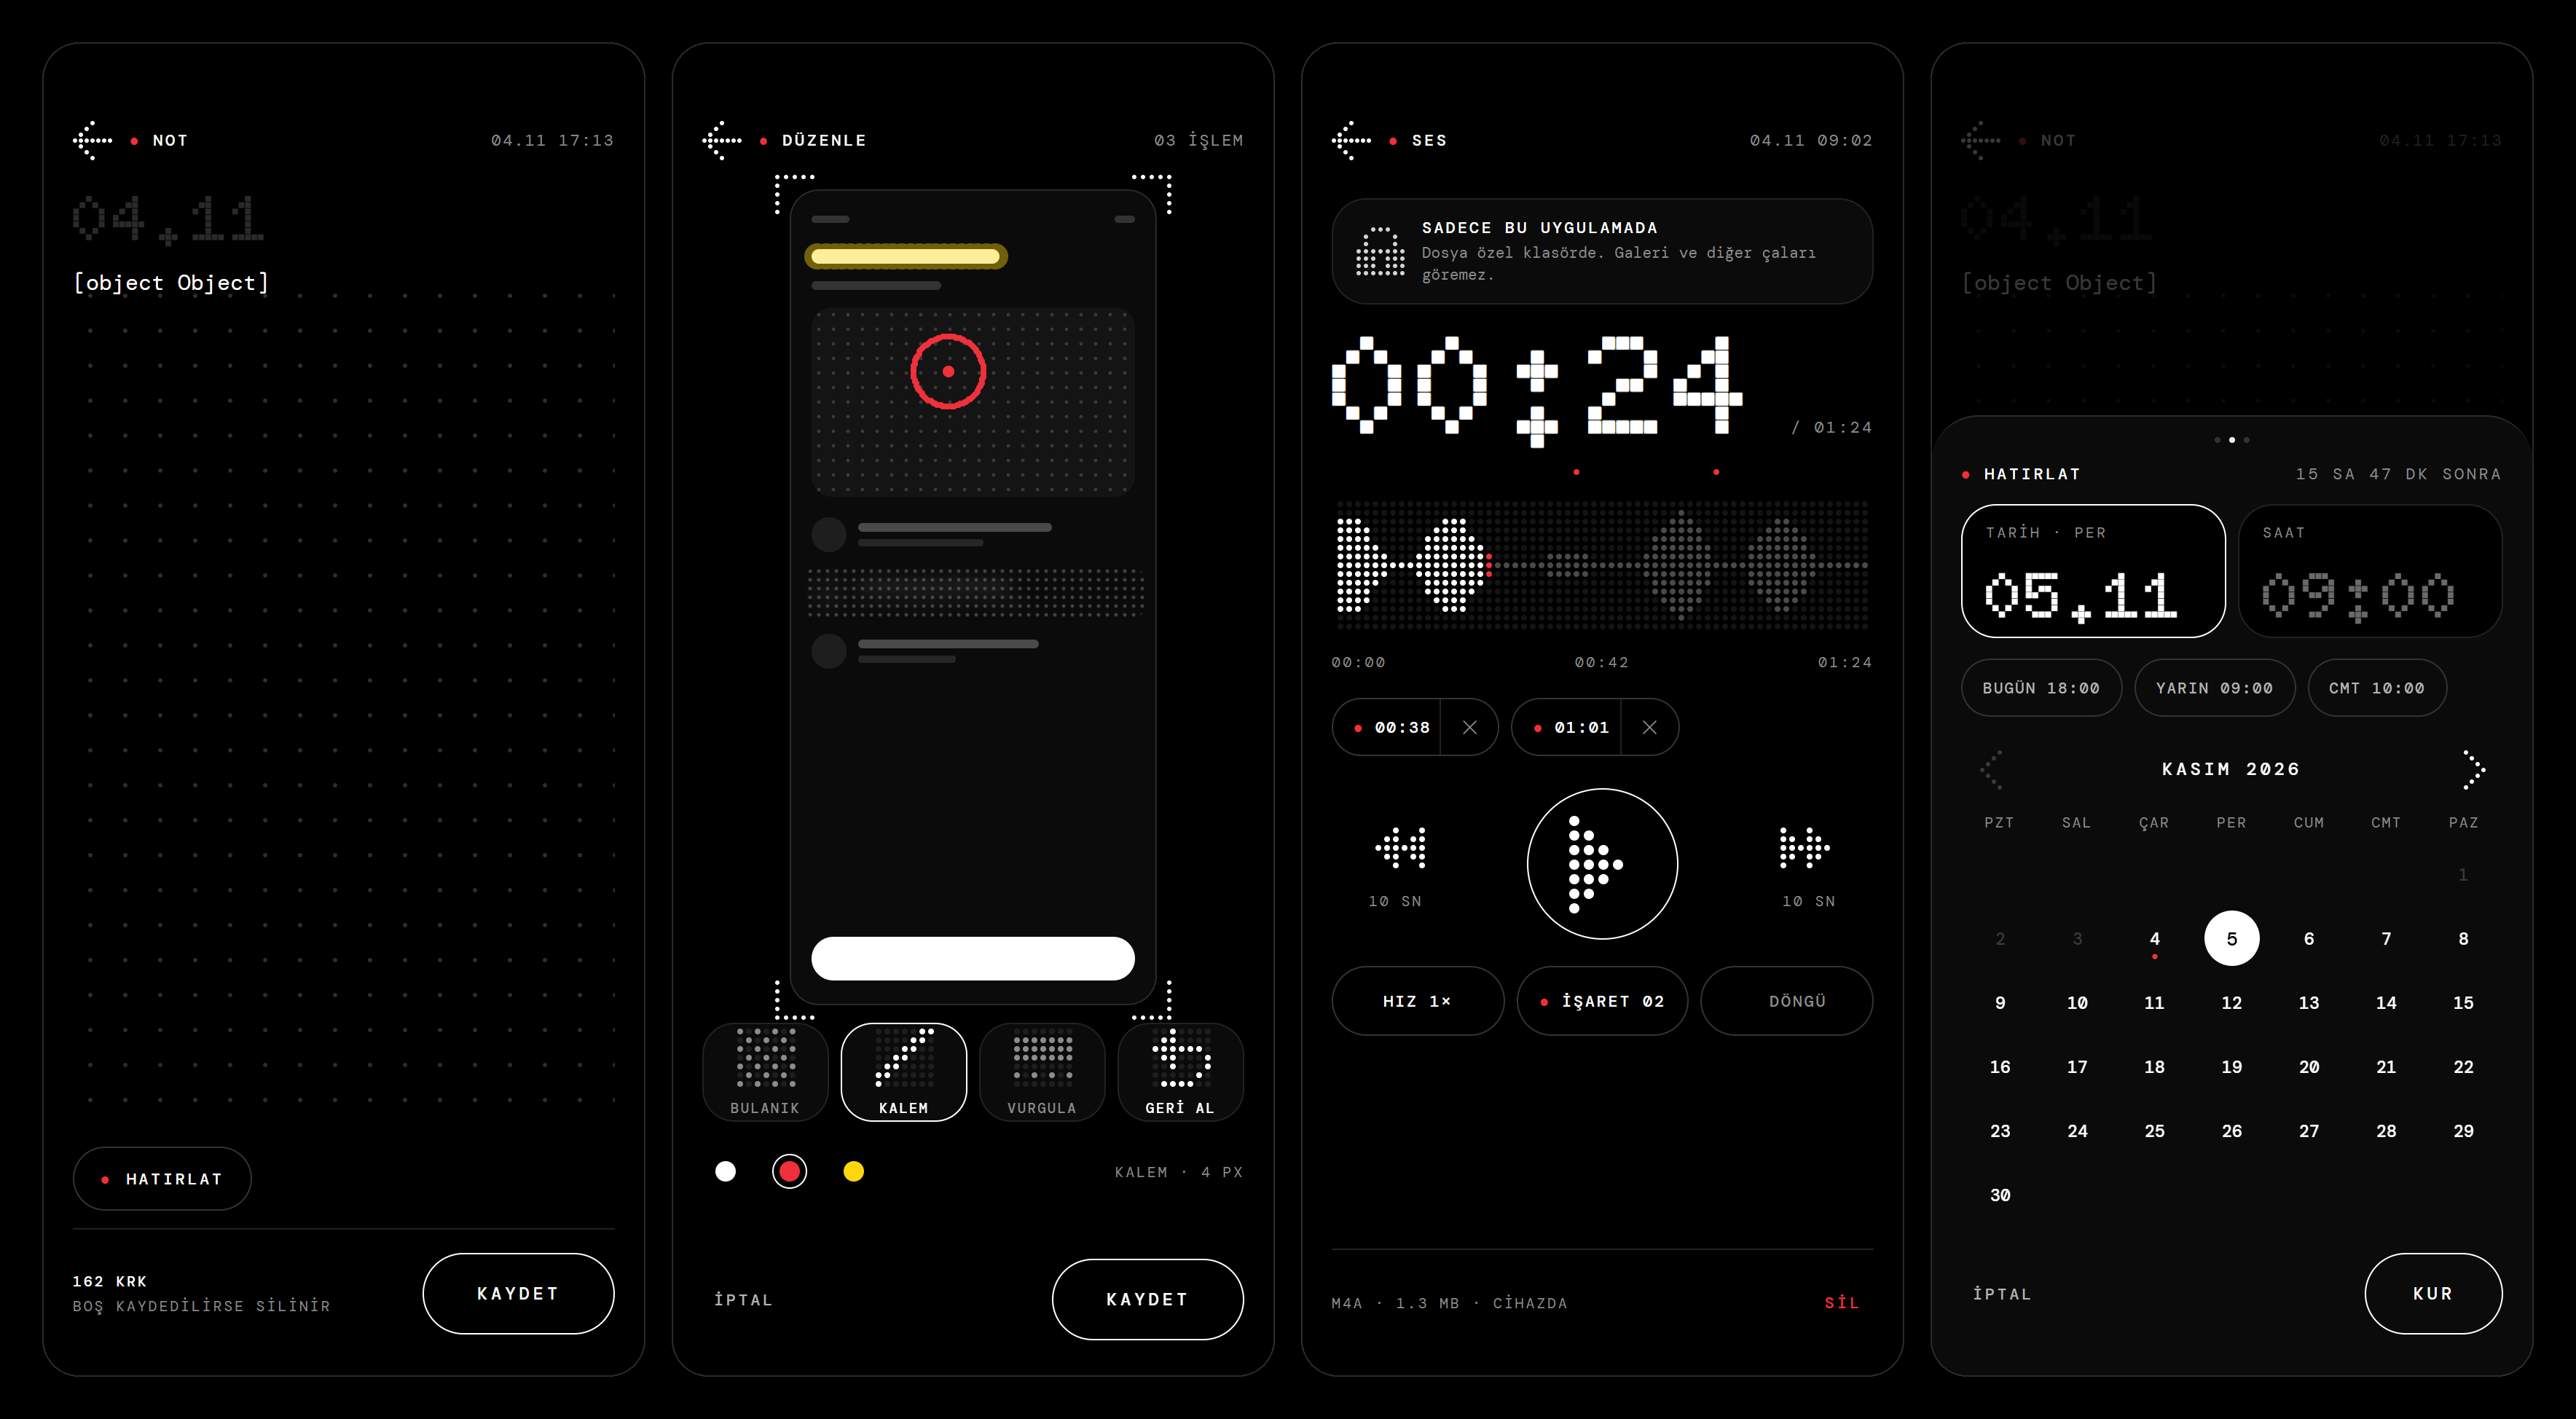 NOT
04.11 17:13
04.11
[object Object]
HATIRLAT
162 KRK
BOŞ KAYDEDİLİRSE SİLİNİR
KAYDET
DÜZENLE
03 İŞLEM
BULANIK
KALEM
VURGULA
GERİ AL
KALEM · 4 PX
İPTAL
KAYDET
SES
04.11 09:02
SADECE BU UYGULAMADA
Dosya özel klasörde. Galeri ve diğer çaları
göremez.
00:24
/ 01:24
00:00
00:42
01:24
00:38
01:01
10 SN
10 SN
HIZ 1×
İŞARET 02
DÖNGÜ
M4A · 1.3 MB · CİHAZDA
SİL
NOT
04.11 17:13
04.11
[object Object]
HATIRLAT
15 SA 47 DK SONRA
TARİH · PER
05.11
SAAT
09:00
BUGÜN 18:00
YARIN 09:00
CMT 10:00
KASIM 2026
PZT SAL ÇAR PER CUM CMT PAZ
1
2 3 4 5 6 7 8
9 10 11 12 13 14 15
16 17 18 19 20 21 22
23 24 25 26 27 28 29
30
İPTAL
KUR